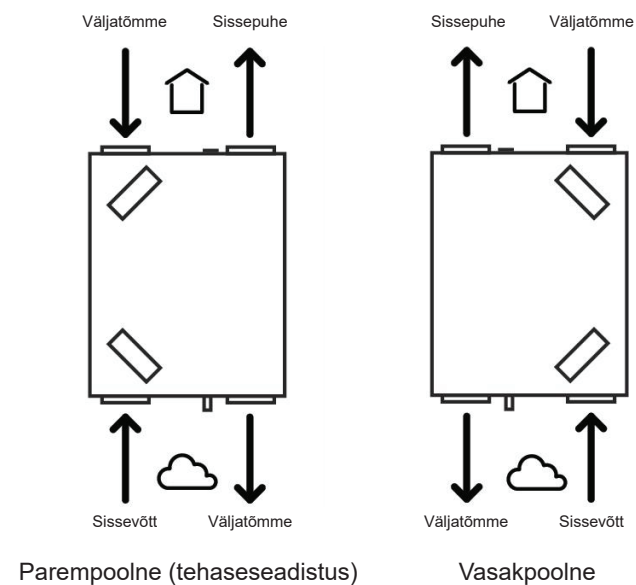 Väljatõmme Sissepuhe Sissepuhe Väljatõmme
Sissevõtt Väljatõmme Väljatõmme Sissevõtt
Parempoolne (tehaseseadistus) Vasakpoolne